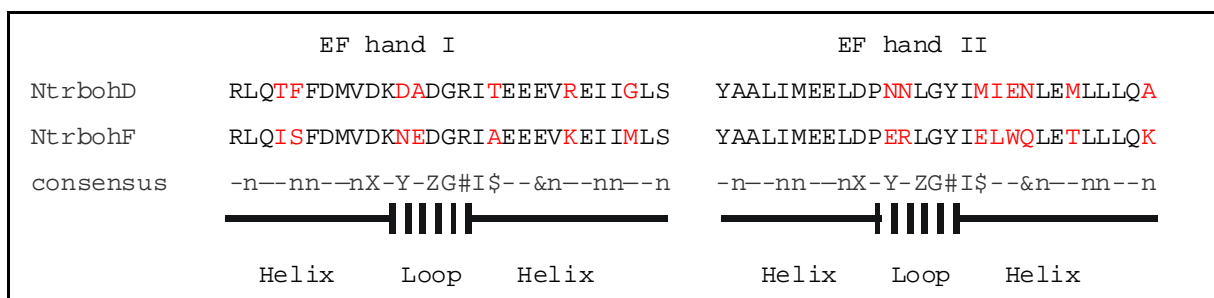 EF hand I EF hand II
NtrbohD RLQTFFDMVDKDADGRITEEEVREIIGLS YAALIMEELDPNNLGYIMIENLEMLLLQA
NtrbohF RLQISFDMVDKNEDGRIAEEEVKEIIMLS YAALIMEELDPERLGYIELWQLETLLLQK
consensus -n—-nn-—nX-Y-ZG#I$--&n—-nn--n -n—-nn--—nX-Y-ZG#I$--&n—-nn--n
Helix Loop Helix Helix Loop Helix